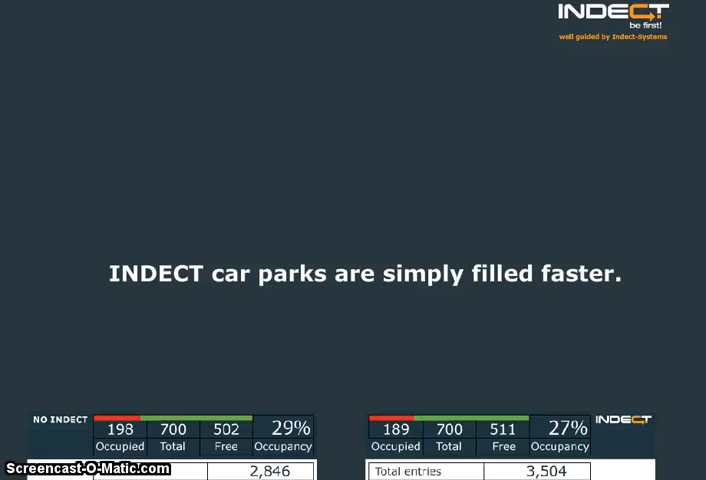 INDECT
be first!
well guided by Indect-Systems
INDECT car parks are simply filled faster.
NO INDECT
198 700 502 29%
Occupied Total Free Occupancy
2,846
189 700 511 27%
Occupied Total Free Occupancy
INDECT
Total entries 3,504
Screencast-O-Matic.com